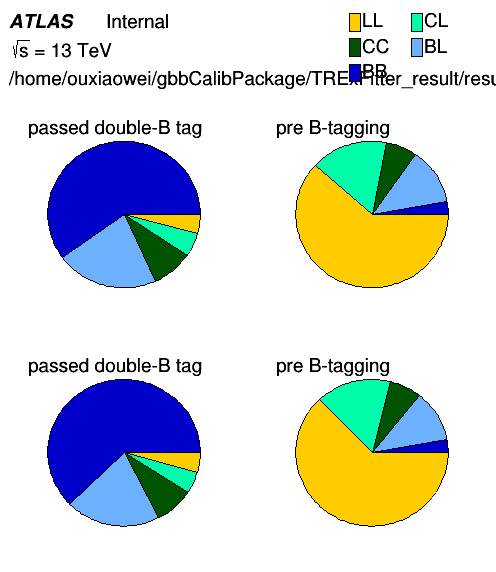 ATLAS Internal
√s = 13 TeV
/home/ouxiaowei/gbbCalibPackage/TRExFitter_result/resu
LL
CL
CC
BL
BB
passed double-B tag
pre B-tagging
passed double-B tag
pre B-tagging